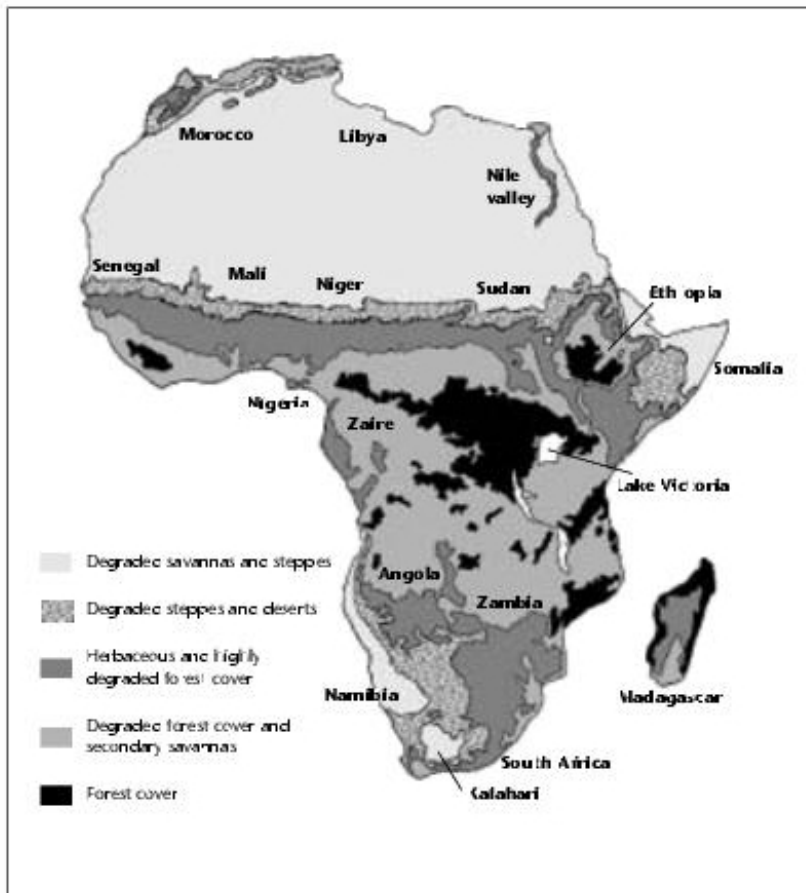 Morocco
Libya
Nile
valley
Senegal
Mali
Niger
Sudan
Eth opia
Somalia
Nigeria
Zaire
Lake Victoria
Degraded savannas and steppes
Angola
Degraded steppes and deserts
Zambia
Herbaceous and highly
degraded forest cover
Namibia
Madagascar
Degraded forest cover and
secondary savannas
South Africa
Forest cover
Kalahari